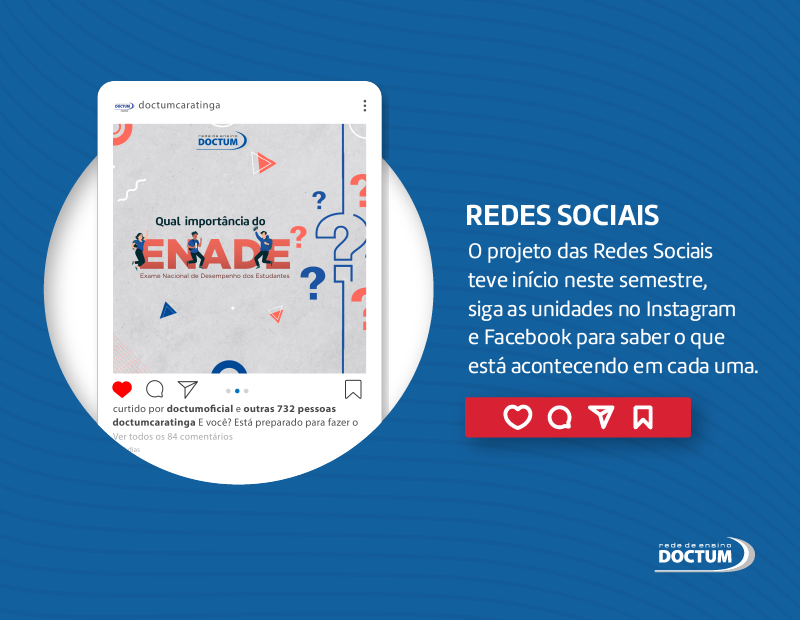 doctumcaratinga
rede de ensino
DOCTUM
Qual importância do
ENADE
Exame Nacional de Desempenho dos Estudantes
curtido por doctumoficial e outras 732 pessoas
doctumcaratinga E você? Está preparado para fazer o
Ver todos os 84 comentários
REDES SOCIAIS
O projeto das Redes Sociais
teve início neste semestre,
siga as unidades no Instagram
e Facebook para saber o que
está acontecendo em cada uma.
rede de ensino
DOCTUM